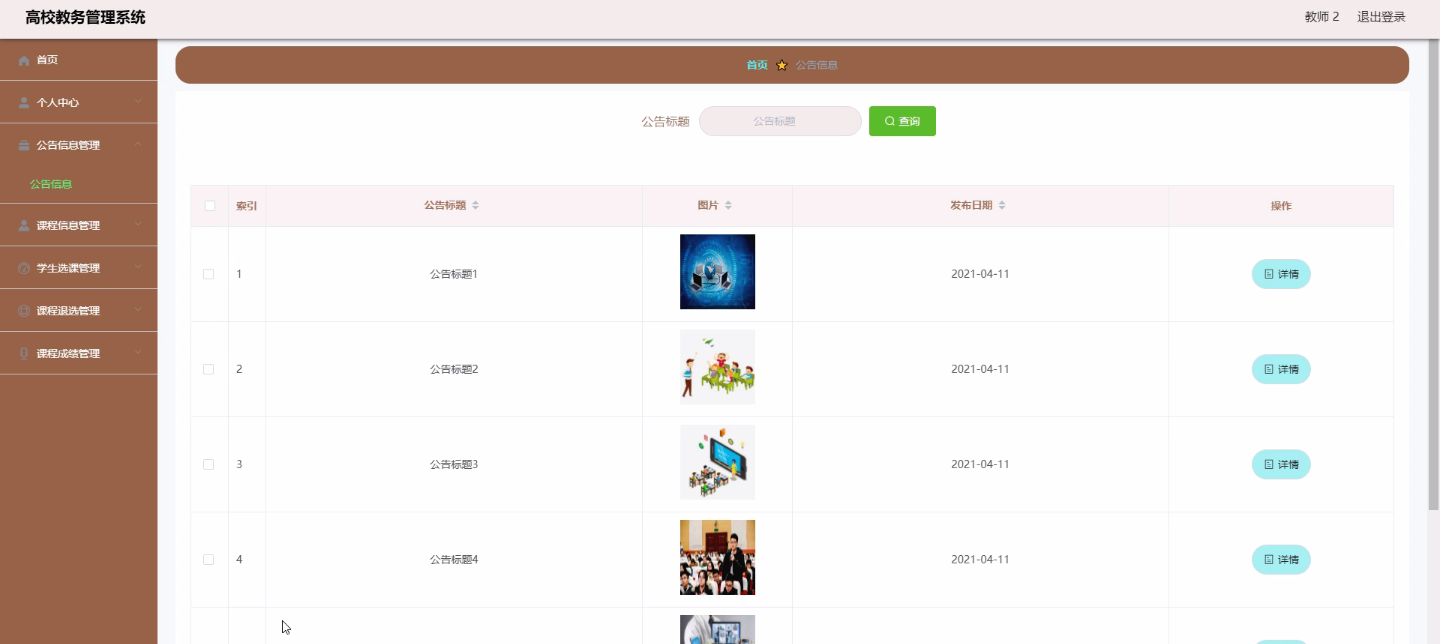 高校教务管理系统
教师 2 退出登录
首页
个人中心
公告信息管理
公告信息
课程信息管理
学生选课管理
课程退选管理
课程成绩管理
首页 公告信息
公告标题 公告标题 查询
索引 公告标题 图片 发布日期 操作
1 公告标题1 2021-04-11 详情
2 公告标题2 2021-04-11 详情
3 公告标题3 2021-04-11 详情
4 公告标题4 2021-04-11 详情